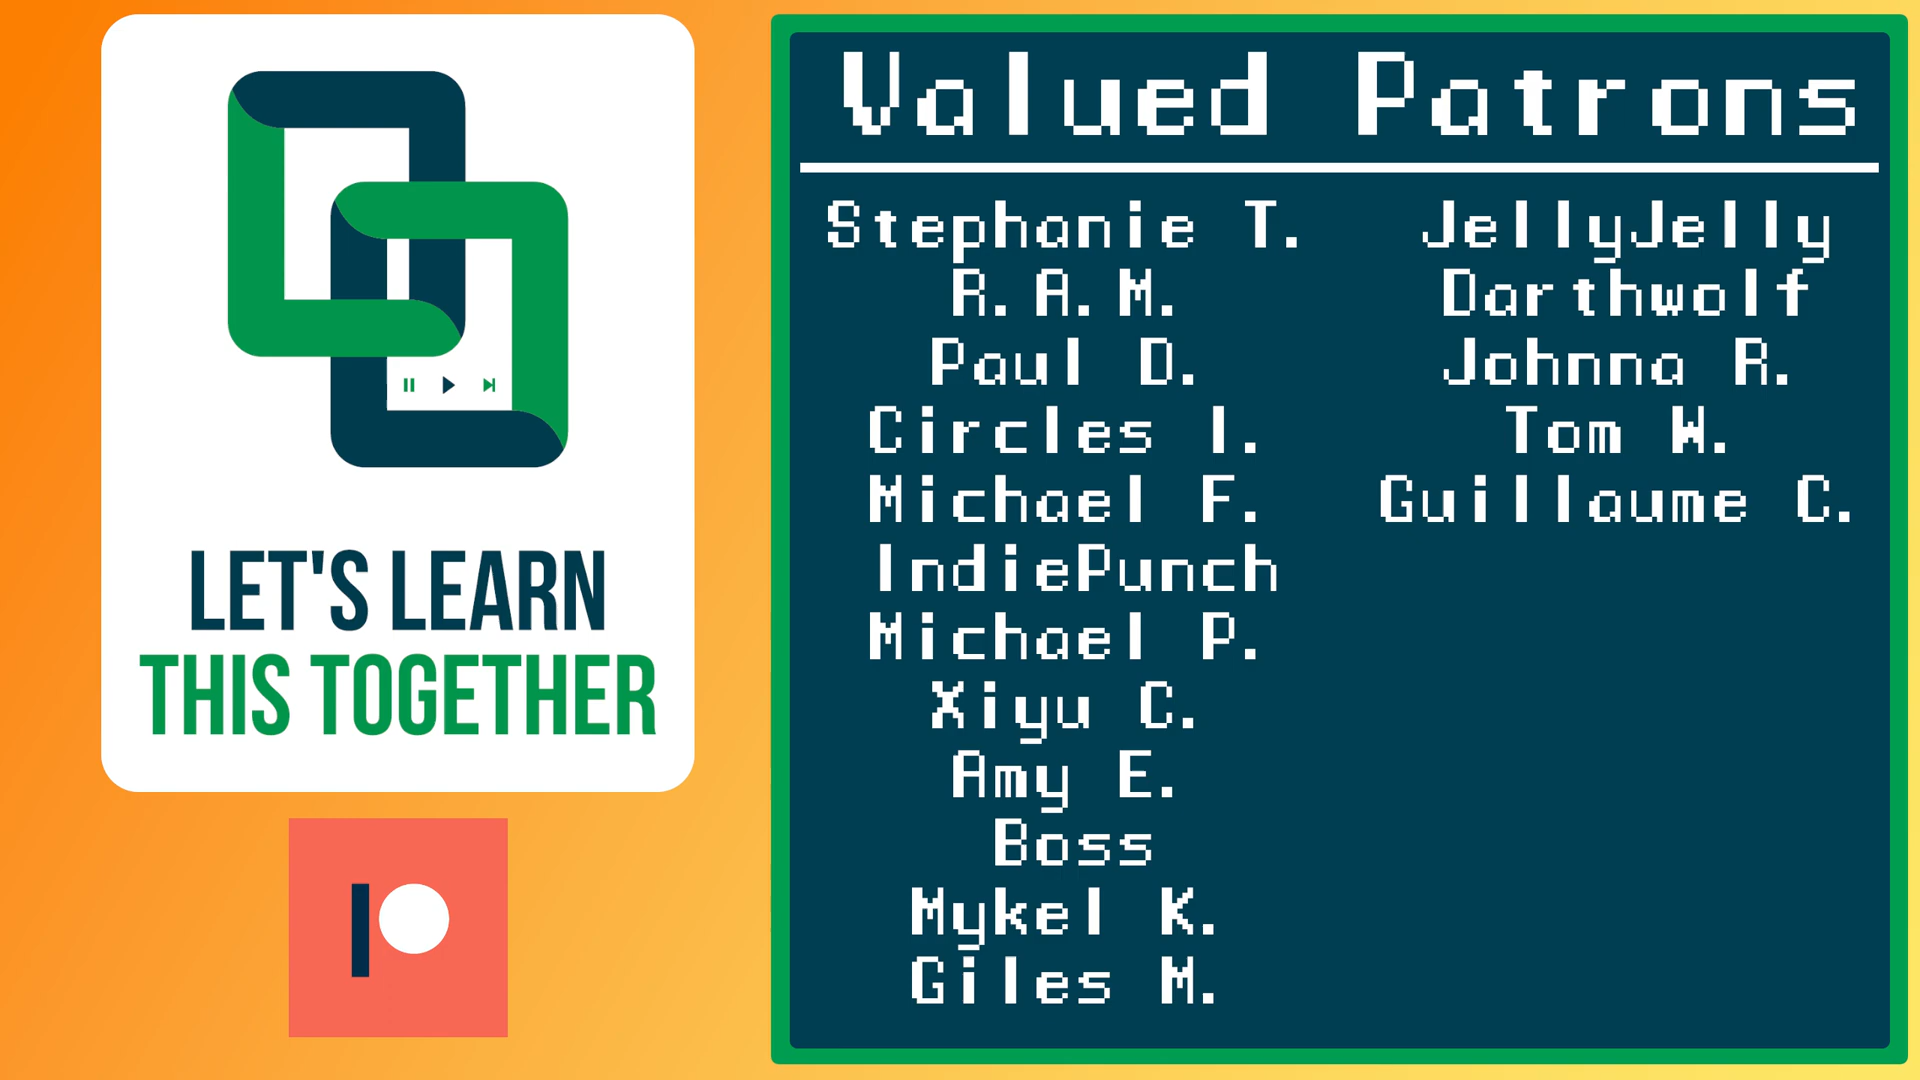 LET'S LEARN
THIS TOGETHER
Valued Patrons
Stephanie T.
R.A.M.
Paul D.
Circles I.
Michael F.
IndiePunch
Michael P.
Xiyu C.
Amy E.
Boss
Mykel K.
Giles M.
JellyJelly
Darthwolf
Johnna R.
Tom W.
Guillaume C.